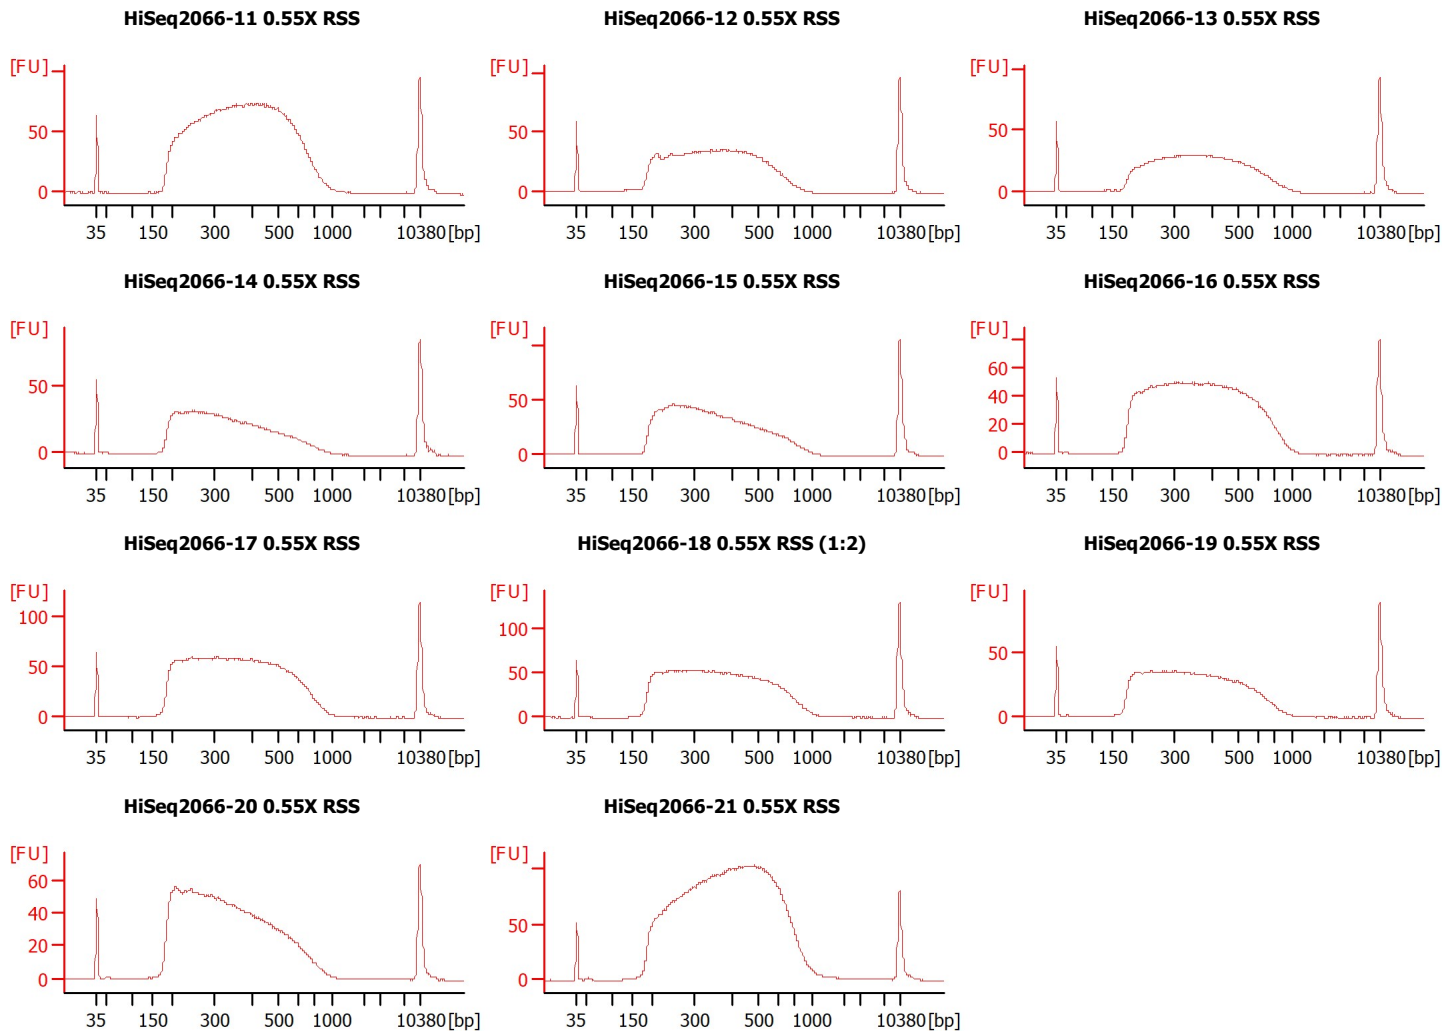 HiSeq2066-11 0.55X RSS
HiSeq2066-12 0.55X RSS
HiSeq2066-13 0.55X RSS
[FU]
50
0
35 150 300 500 1000 10380 [bp]
[FU]
50
0
35 150 300 500 1000 10380 [bp]
[FU]
50
0
35 150 300 500 1000 10380 [bp]
HiSeq2066-14 0.55X RSS
HiSeq2066-15 0.55X RSS
HiSeq2066-16 0.55X RSS
[FU]
50
0
35 150 300 500 1000 10380 [bp]
[FU]
50
0
35 150 300 500 1000 10380 [bp]
[FU]
60
40
20
0
35 150 300 500 1000 10380 [bp]
HiSeq2066-17 0.55X RSS
HiSeq2066-18 0.55X RSS (1:2)
HiSeq2066-19 0.55X RSS
[FU]
100
50
0
35 150 300 500 1000 10380 [bp]
[FU]
100
50
0
35 150 300 500 1000 10380 [bp]
[FU]
50
0
35 150 300 500 1000 10380 [bp]
HiSeq2066-20 0.55X RSS
HiSeq2066-21 0.55X RSS
[FU]
60
40
20
0
35 150 300 500 1000 10380 [bp]
[FU]
50
0
35 150 300 500 1000 10380 [bp]